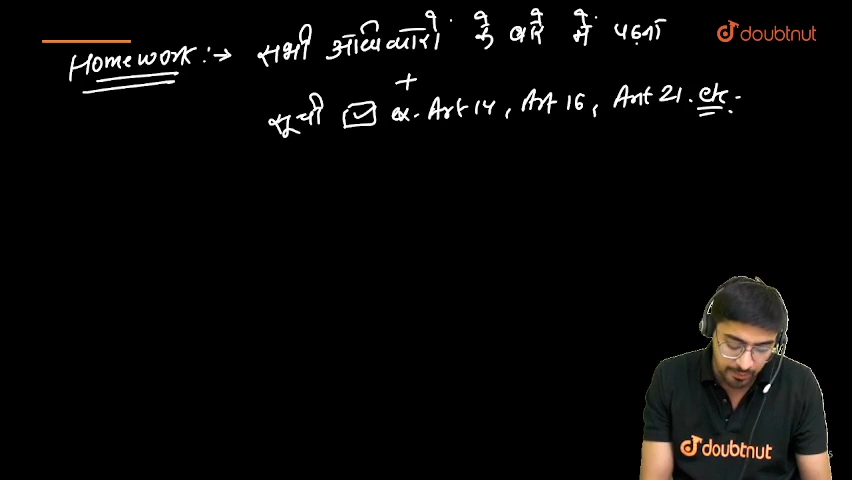 doubtnut
Homework :→ सभी अधिकारों के बारे में पढ़ना
+
सूची ex. Art 14, Art 16, Art 21. etc.
doubtnut